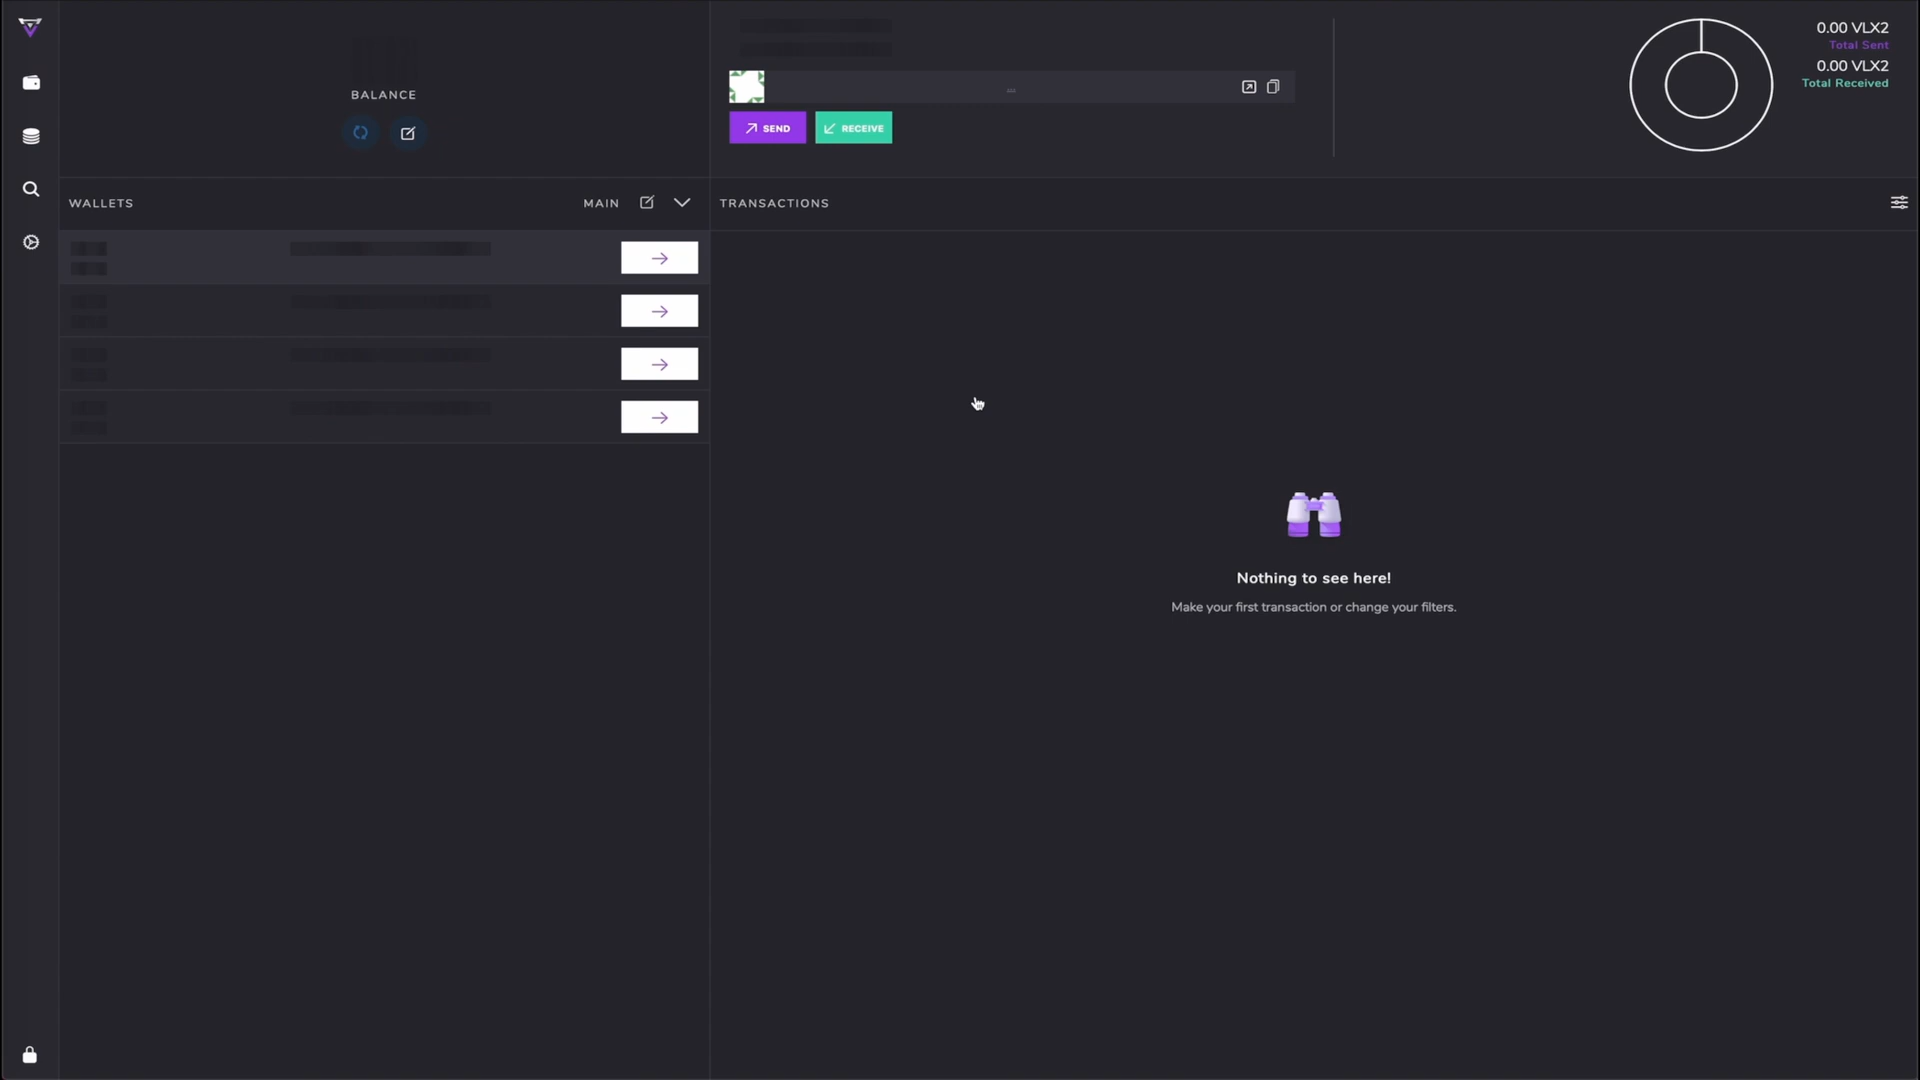 BALANCE
SEND
RECEIVE
0.00 VLX2
Total Sent
0.00 VLX2
Total Received
WALLETS
MAIN
TRANSACTIONS
Nothing to see here!
Make your first transaction or change your filters.